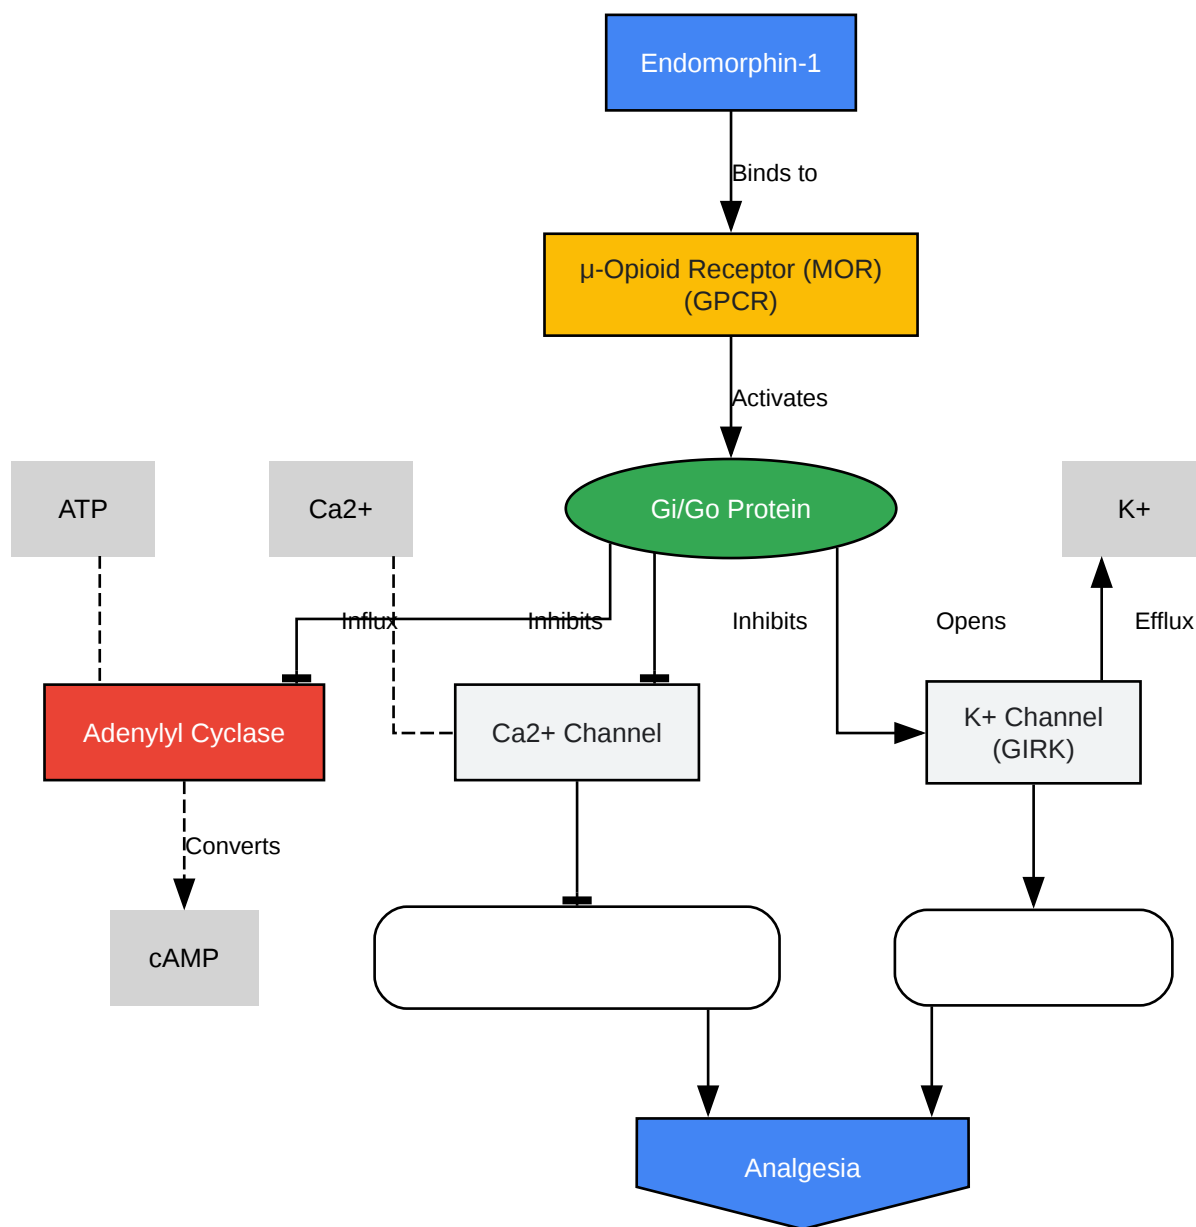 Endomorphin-1
Binds to
μ-Opioid Receptor (MOR)
(GPCR)
Activates
ATP
Ca2+
Gi/Go Protein
K+
Influx
Inhibits
Inhibits
Opens
Efflux
Adenylyl Cyclase
Ca2+ Channel
K+ Channel
(GIRK)
Converts
cAMP
Analgesia